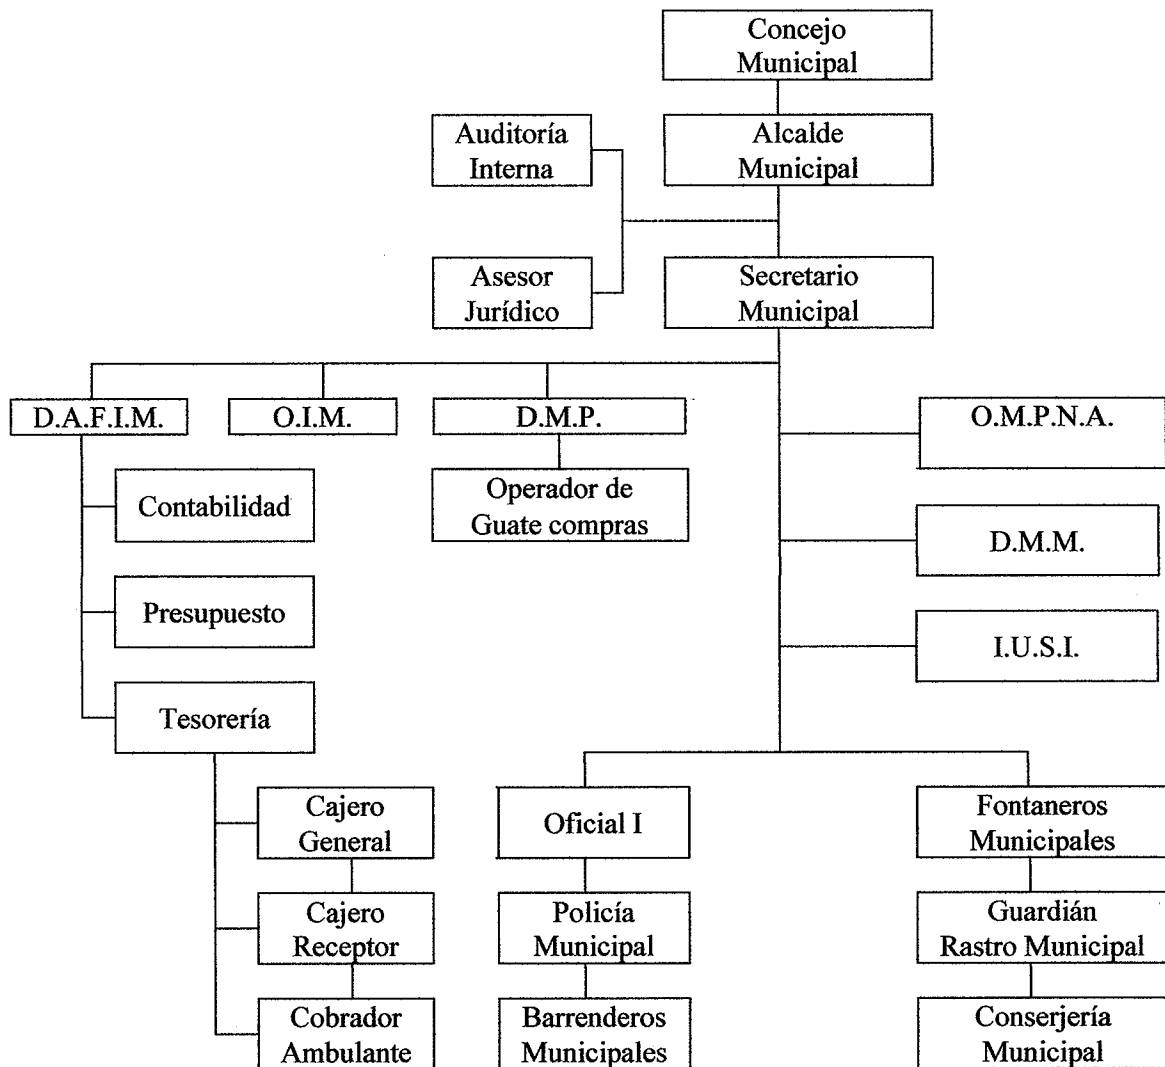 Concejo
Municipal
Auditoría
Interna
Alcalde
Municipal
Asesor
Jurídico
Secretario
Municipal
D.A.F.I.M.
O.I.M.
D.M.P.
O.M.P.N.A.
Contabilidad
Operador de
Guate compras
D.M.M.
Presupuesto
I.U.S.I.
Tesorería
Cajero
General
Oficial I
Fontaneros
Municipales
Cajero
Receptor
Policía
Municipal
Guardián
Rastro Municipal
Cobrador
Ambulante
Barrenderos
Municipales
Conserjería
Municipal